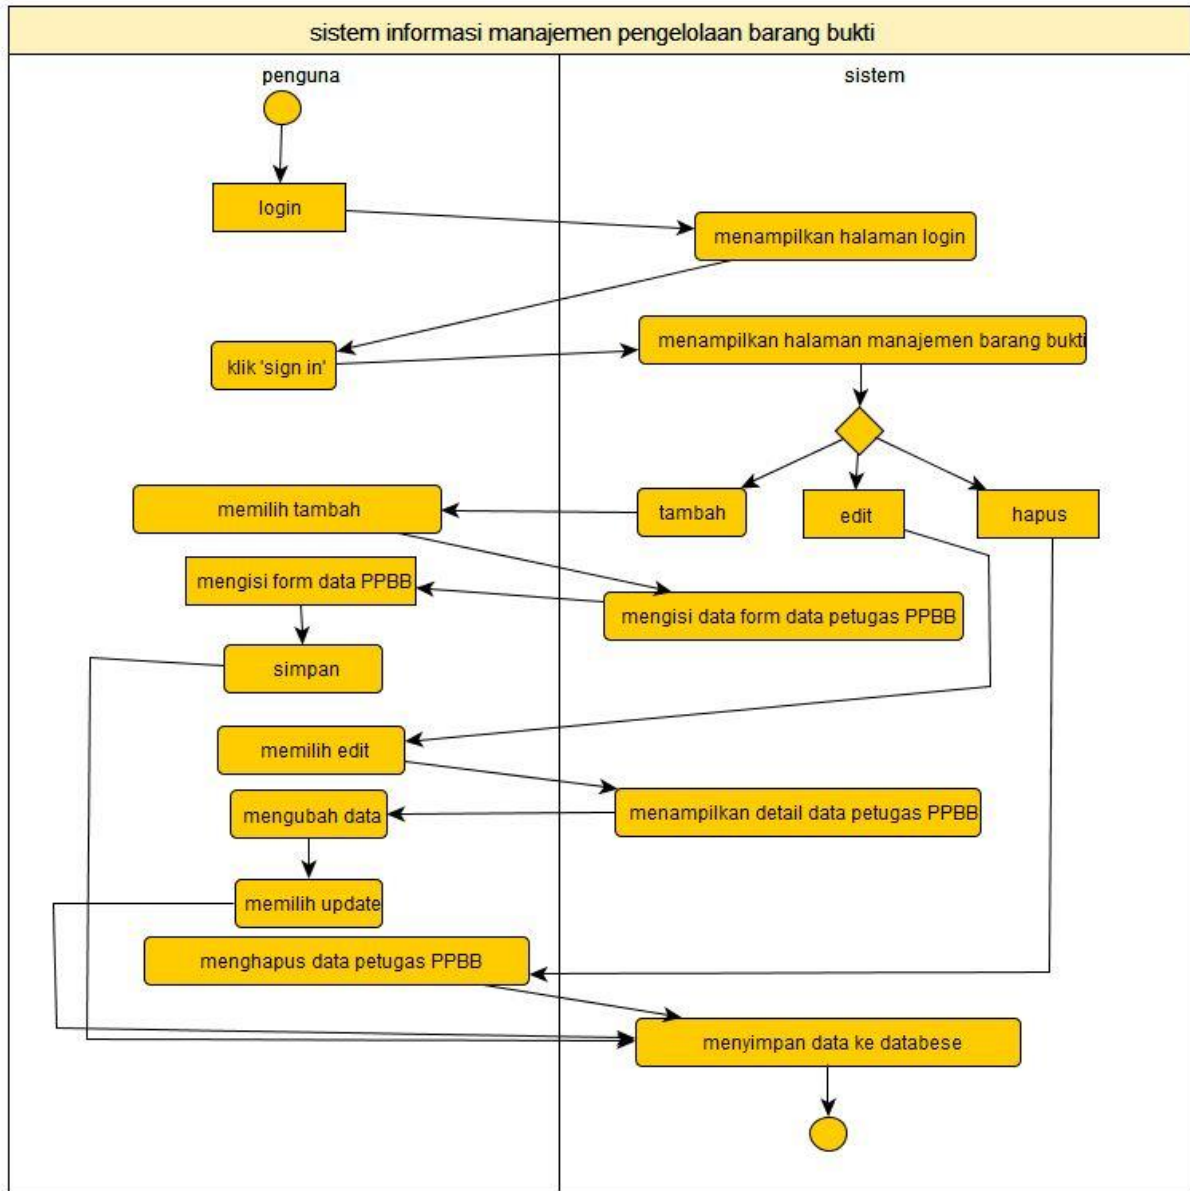 sistem informasi manajemen pengelolaan barang bukti
penguna
sistem
login
menampilkan halaman login
menampilkan halaman manajemen barang bukti
klik 'sign in'
memilih tambah
tambah
edit
hapus
mengisi form data PPBB
mengisi data form data petugas PPBB
simpan
memilih edit
mengubah data
menampilkan detail data petugas PPBB
memilih update
menghapus data petugas PPBB
menyimpan data ke databese